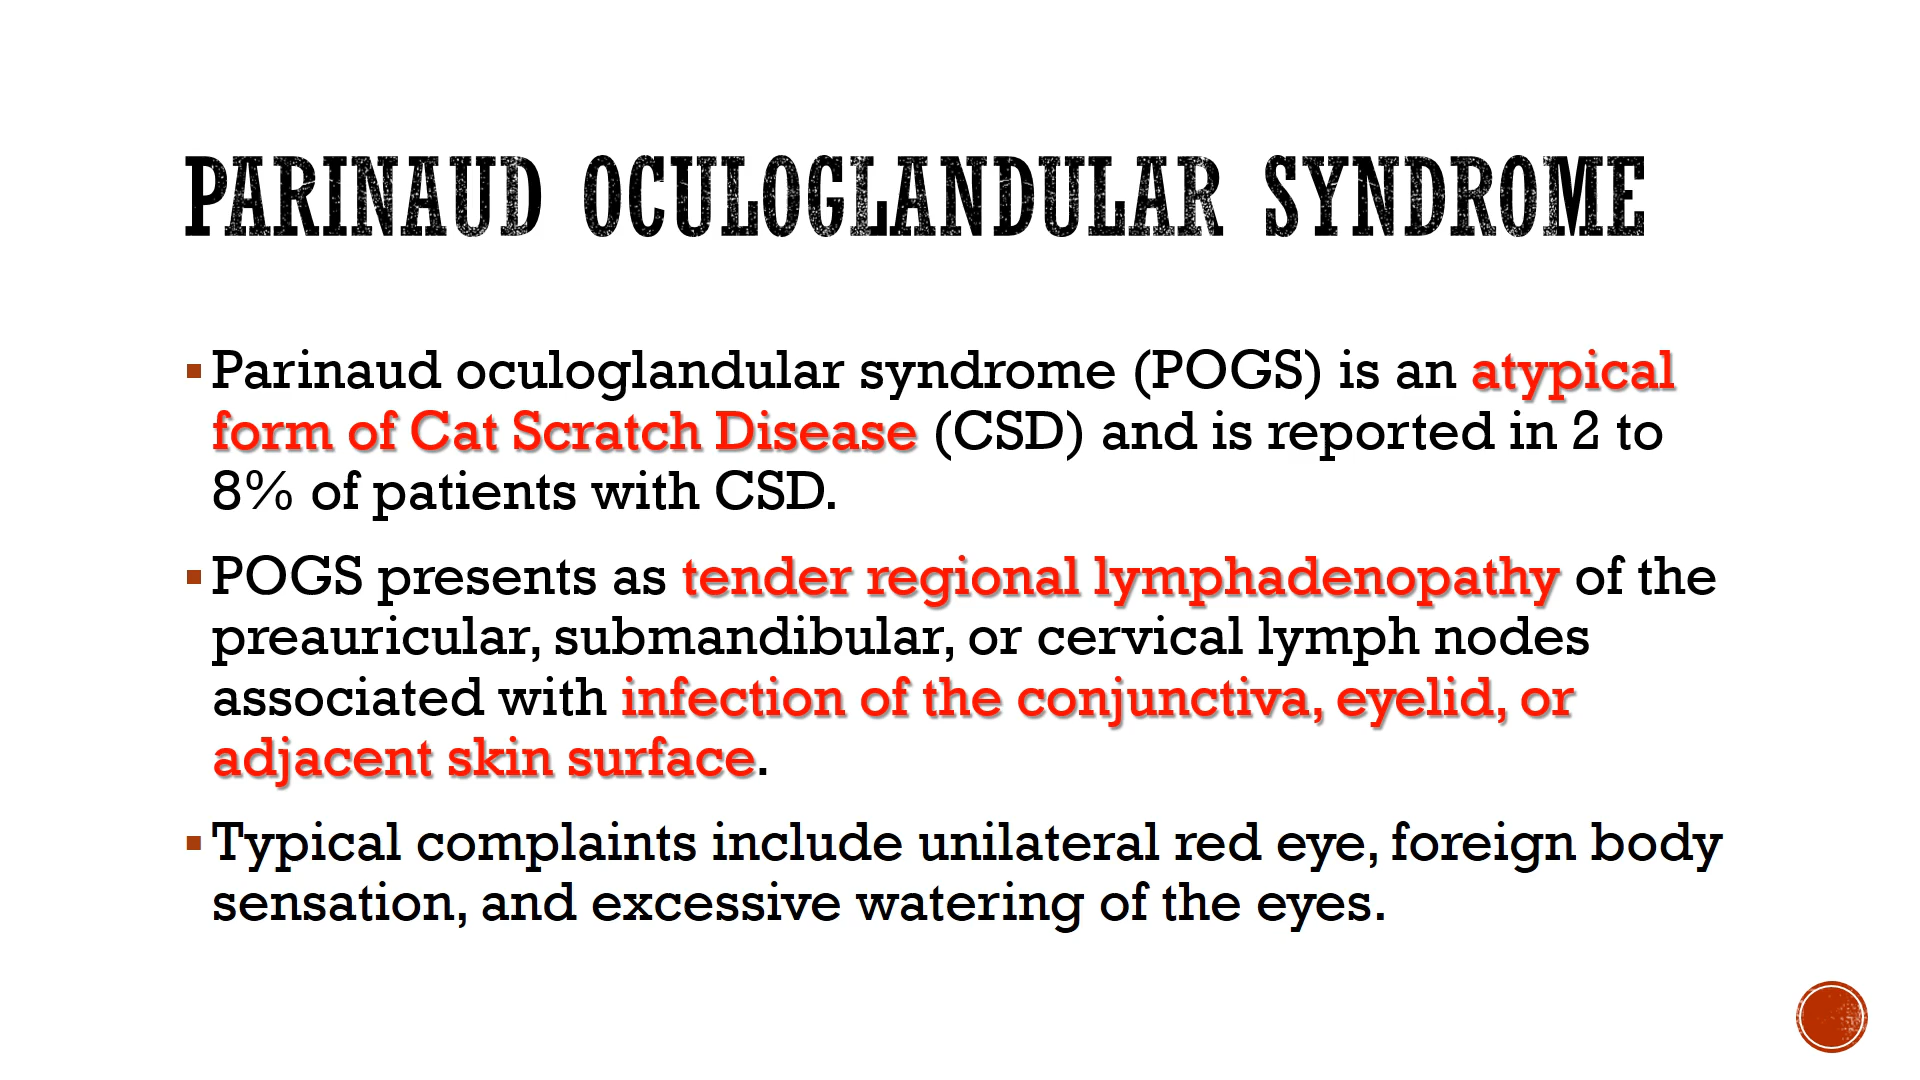 PARINAUD OCULOGLANDULAR SYNDROME
▪ Parinaud oculoglandular syndrome (POGS) is an atypical
form of Cat Scratch Disease (CSD) and is reported in 2 to
8% of patients with CSD.
▪ POGS presents as tender regional lymphadenopathy of the
preauricular, submandibular, or cervical lymph nodes
associated with infection of the conjunctiva, eyelid, or
adjacent skin surface.
▪ Typical complaints include unilateral red eye, foreign body
sensation, and excessive watering of the eyes.